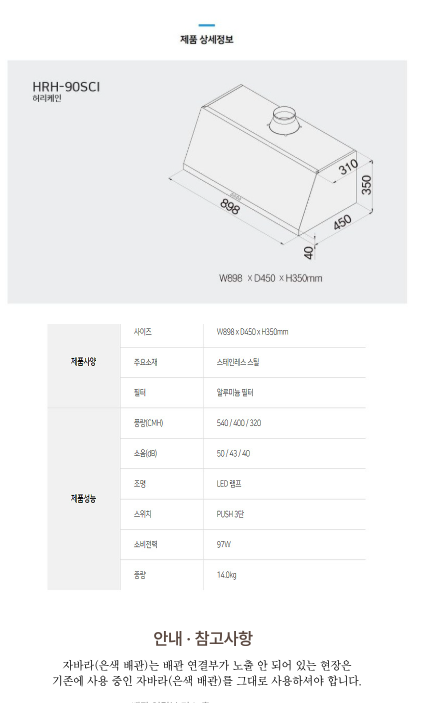 제품 상세정보
HRH-90SCI
허리케인
310
350
898
450
40
W898 X D450 X H350mm
제품사양
사이즈 W898 x D450 x H350mm
주요소재 스테인레스 스틸
필터 알루미늄 필터
제품성능
풍량(CMH) 540 / 400 / 320
소음(dB) 50 / 43 / 40
조명 LED 램프
스위치 PUSH 3단
소비전력 97W
중량 14.0kg
안내 · 참고사항
자바라(은색 배관)는 배관 연결부가 노출 안 되어 있는 현장은
기존에 사용 중인 자바라(은색 배관)를 그대로 사용하셔야 합니다.